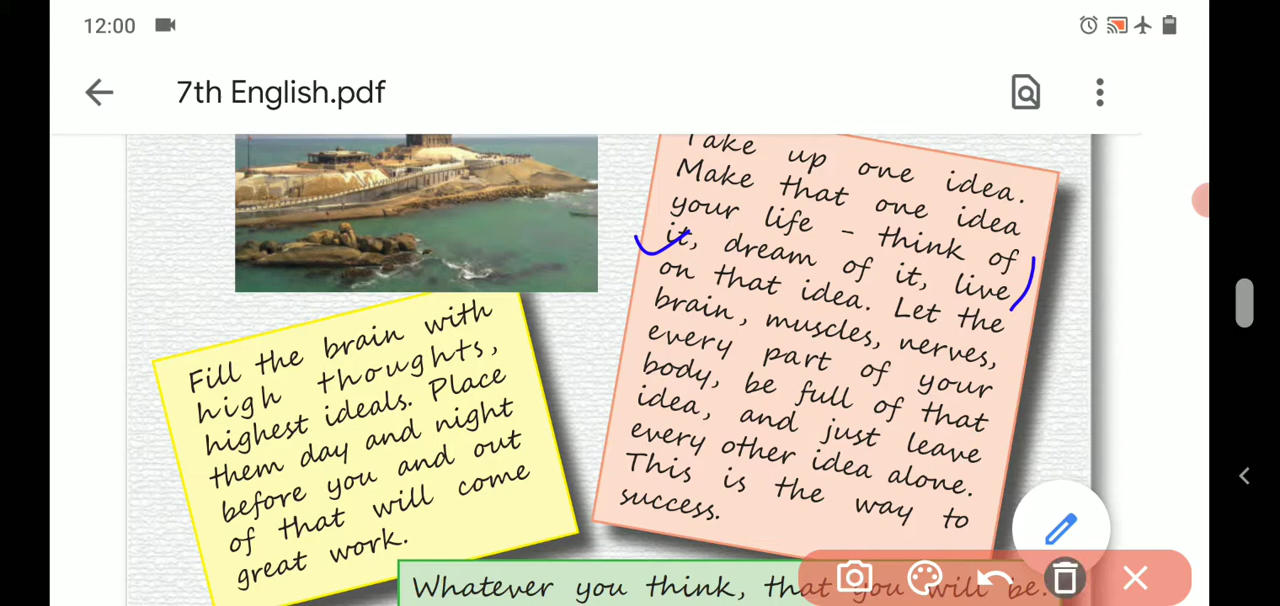 12:00
7th English.pdf
Take up one idea.
Make that one idea
your life - think of
it, dream of it, live
on that idea. Let the
brain, muscles, nerves,
every part of your
body, be full of that
idea, and just leave
every other idea alone.
This is the way to
success.
Fill the brain with
high thoughts,
highest ideals. Place
them day and night
before you and out
of that will come
great work.
Whatever you think, that you will be.